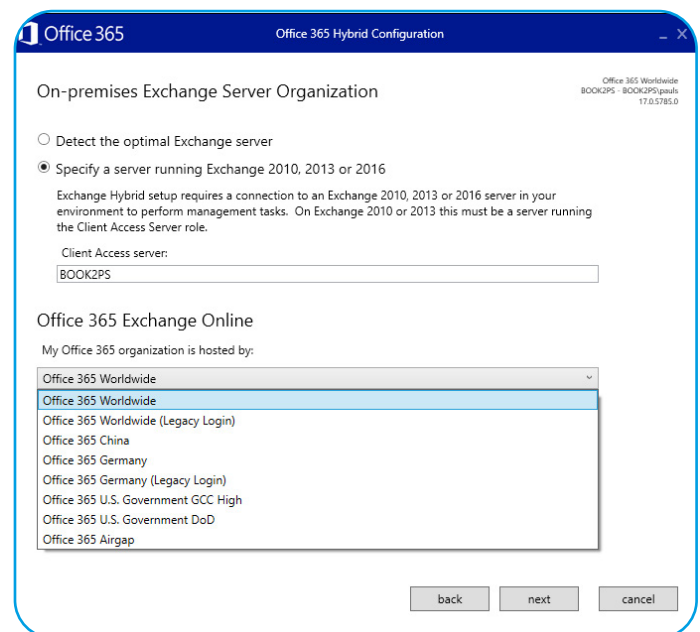 Office 365
Office 365 Hybrid Configuration
On-premises Exchange Server Organization
Office 365 Worldwide
BOOK2PS - BOOK2PS\pauls
17.0.5785.0
Detect the optimal Exchange server
Specify a server running Exchange 2010, 2013 or 2016
Exchange Hybrid setup requires a connection to an Exchange 2010, 2013 or 2016 server in your
environment to perform management tasks. On Exchange 2010 or 2013 this must be a server running
the Client Access Server role.
Client Access server:
BOOK2PS
Office 365 Exchange Online
My Office 365 organization is hosted by:
Office 365 Worldwide
Office 365 Worldwide
Office 365 Worldwide (Legacy Login)
Office 365 China
Office 365 Germany
Office 365 Germany (Legacy Login)
Office 365 U.S. Government GCC High
Office 365 U.S. Government DoD
Office 365 Airgap
back
next
cancel